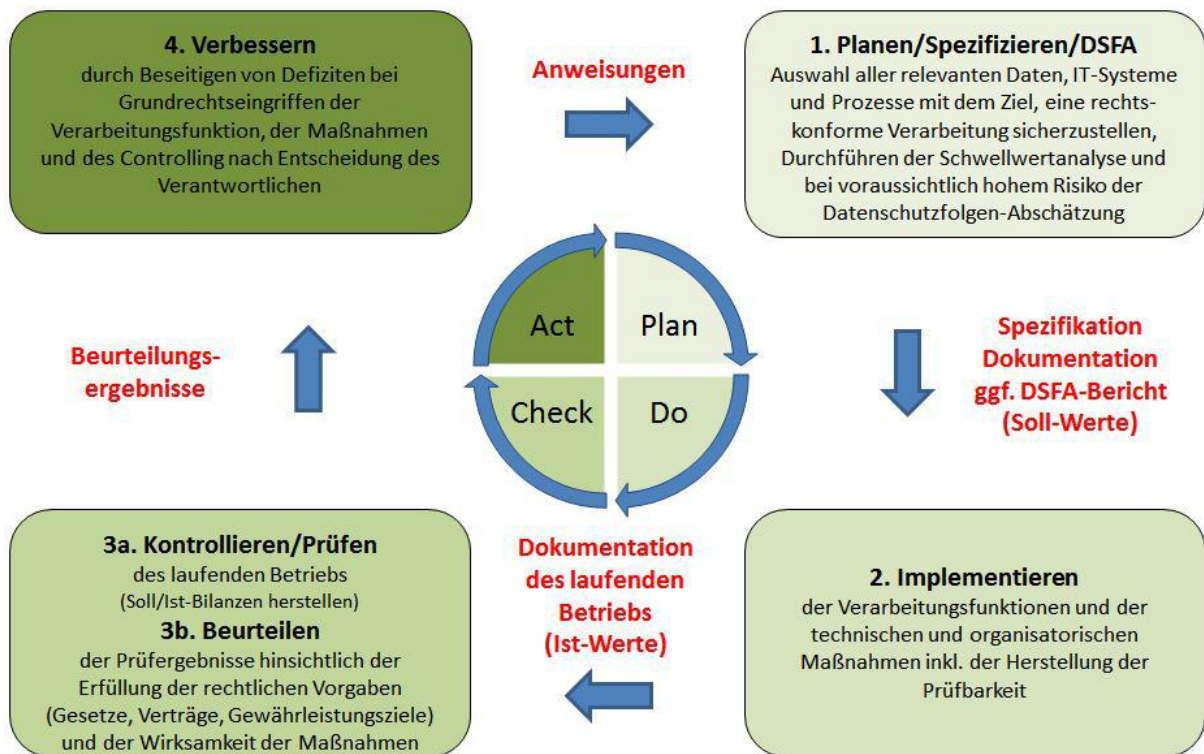 4. Verbessern
durch Beseitigen von Defiziten bei
Grundrechtseingriffen der
Verarbeitungsfunktion, der Maßnahmen
und des Controlling nach Entscheidung des
Verantwortlichen
Anweisungen
1. Planen/Spezifizieren/DSFA
Auswahl aller relevanten Daten, IT-Systeme
und Prozesse mit dem Ziel, eine rechts-
konforme Verarbeitung sicherzustellen,
Durchführen der Schwellwertanalyse und
bei voraussichtlich hohem Risiko der
Datenschutzfolgen-Abschätzung
Act
Plan
Check
Do
Beurteilungs-
ergebnisse
Spezifikation
Dokumentation
ggf. DSFA-Bericht
(Soll-Werte)
3a. Kontrollieren/Prüfen
des laufenden Betriebs
(Soll/Ist-Bilanzen herstellen)
3b. Beurteilen
der Prüfergebnisse hinsichtlich der
Erfüllung der rechtlichen Vorgaben
(Gesetze, Verträge, Gewährleistungsziele)
und der Wirksamkeit der Maßnahmen
Dokumentation
des laufenden
Betriebs
(Ist-Werte)
2. Implementieren
der Verarbeitungsfunktionen und der
technischen und organisatorischen
Maßnahmen inkl. der Herstellung der
Prüfbarkeit